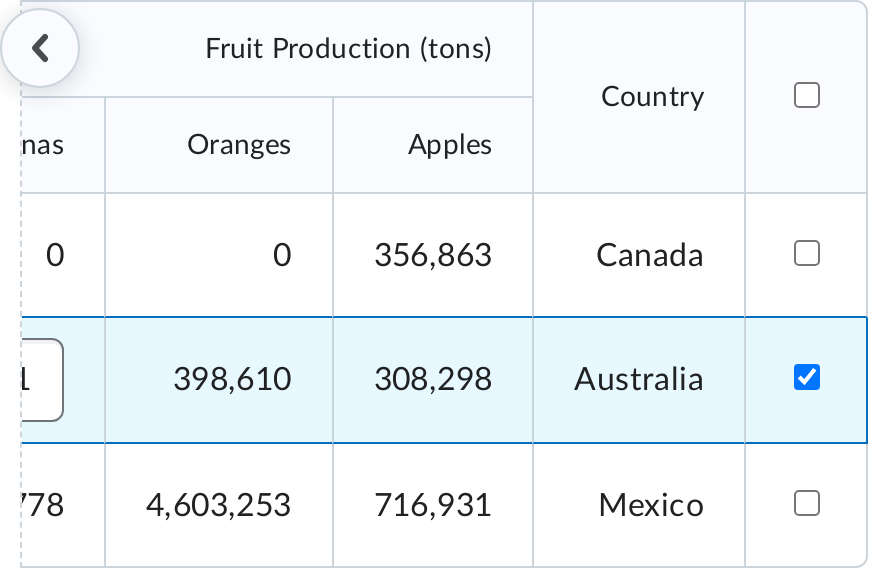 Fruit Production (tons)
Country
Oranges
Apples
0
0
356,863
Canada
398,610
308,298
Australia
4,603,253
716,931
Mexico